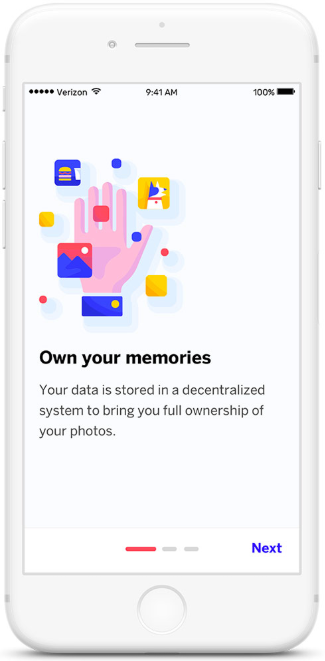 Verizon 9:41 AM 100%
Own your memories
Your data is stored in a decentralized
system to bring you full ownership of
your photos.
Next